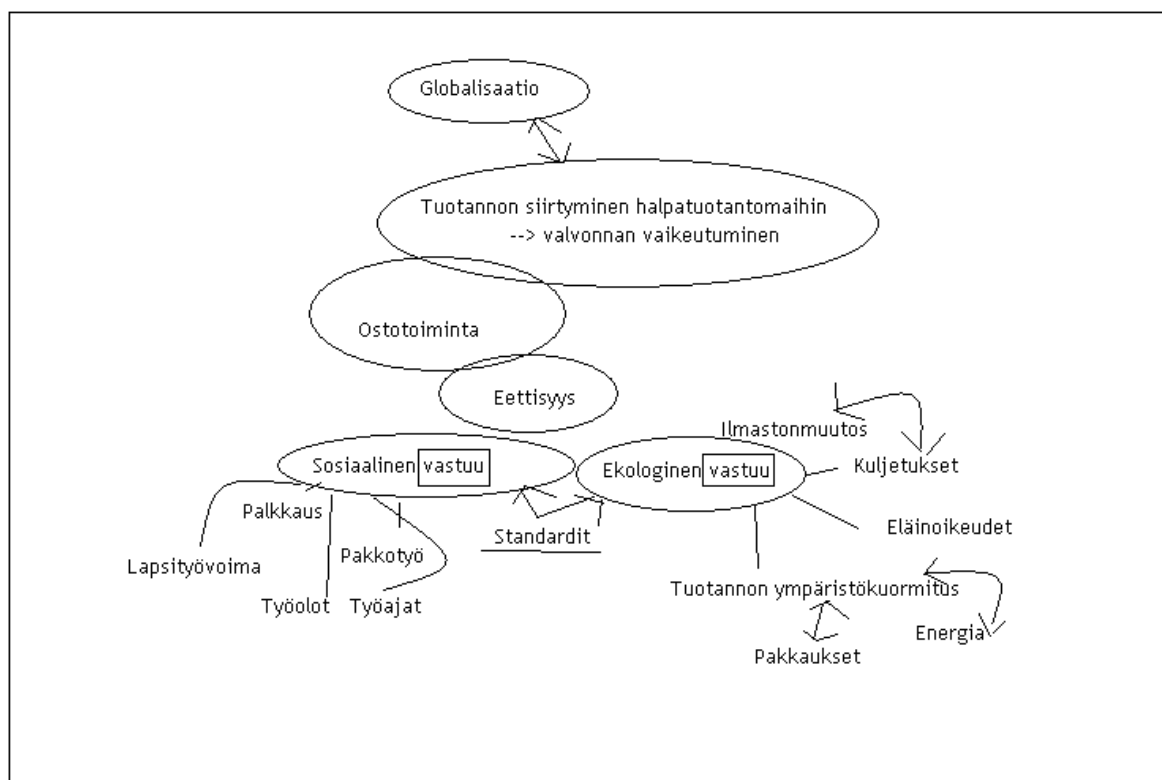 Globalisaatio
Tuotannon siirtyminen halpatuotantomaihin
--> valvonnan vaikeutuminen
Ostotoiminta
Eettisyys
Sosiaalinen vastuu
Palkkaus
Lapsityövoima
Työolot
Pakkotyö
Työajat
Standardit
Ekologinen vastuu
Ilmastonmuutos
Kuljetukset
Eläinoikeudet
Tuotannon ympäristökuormitus
Energia
Pakkaukset